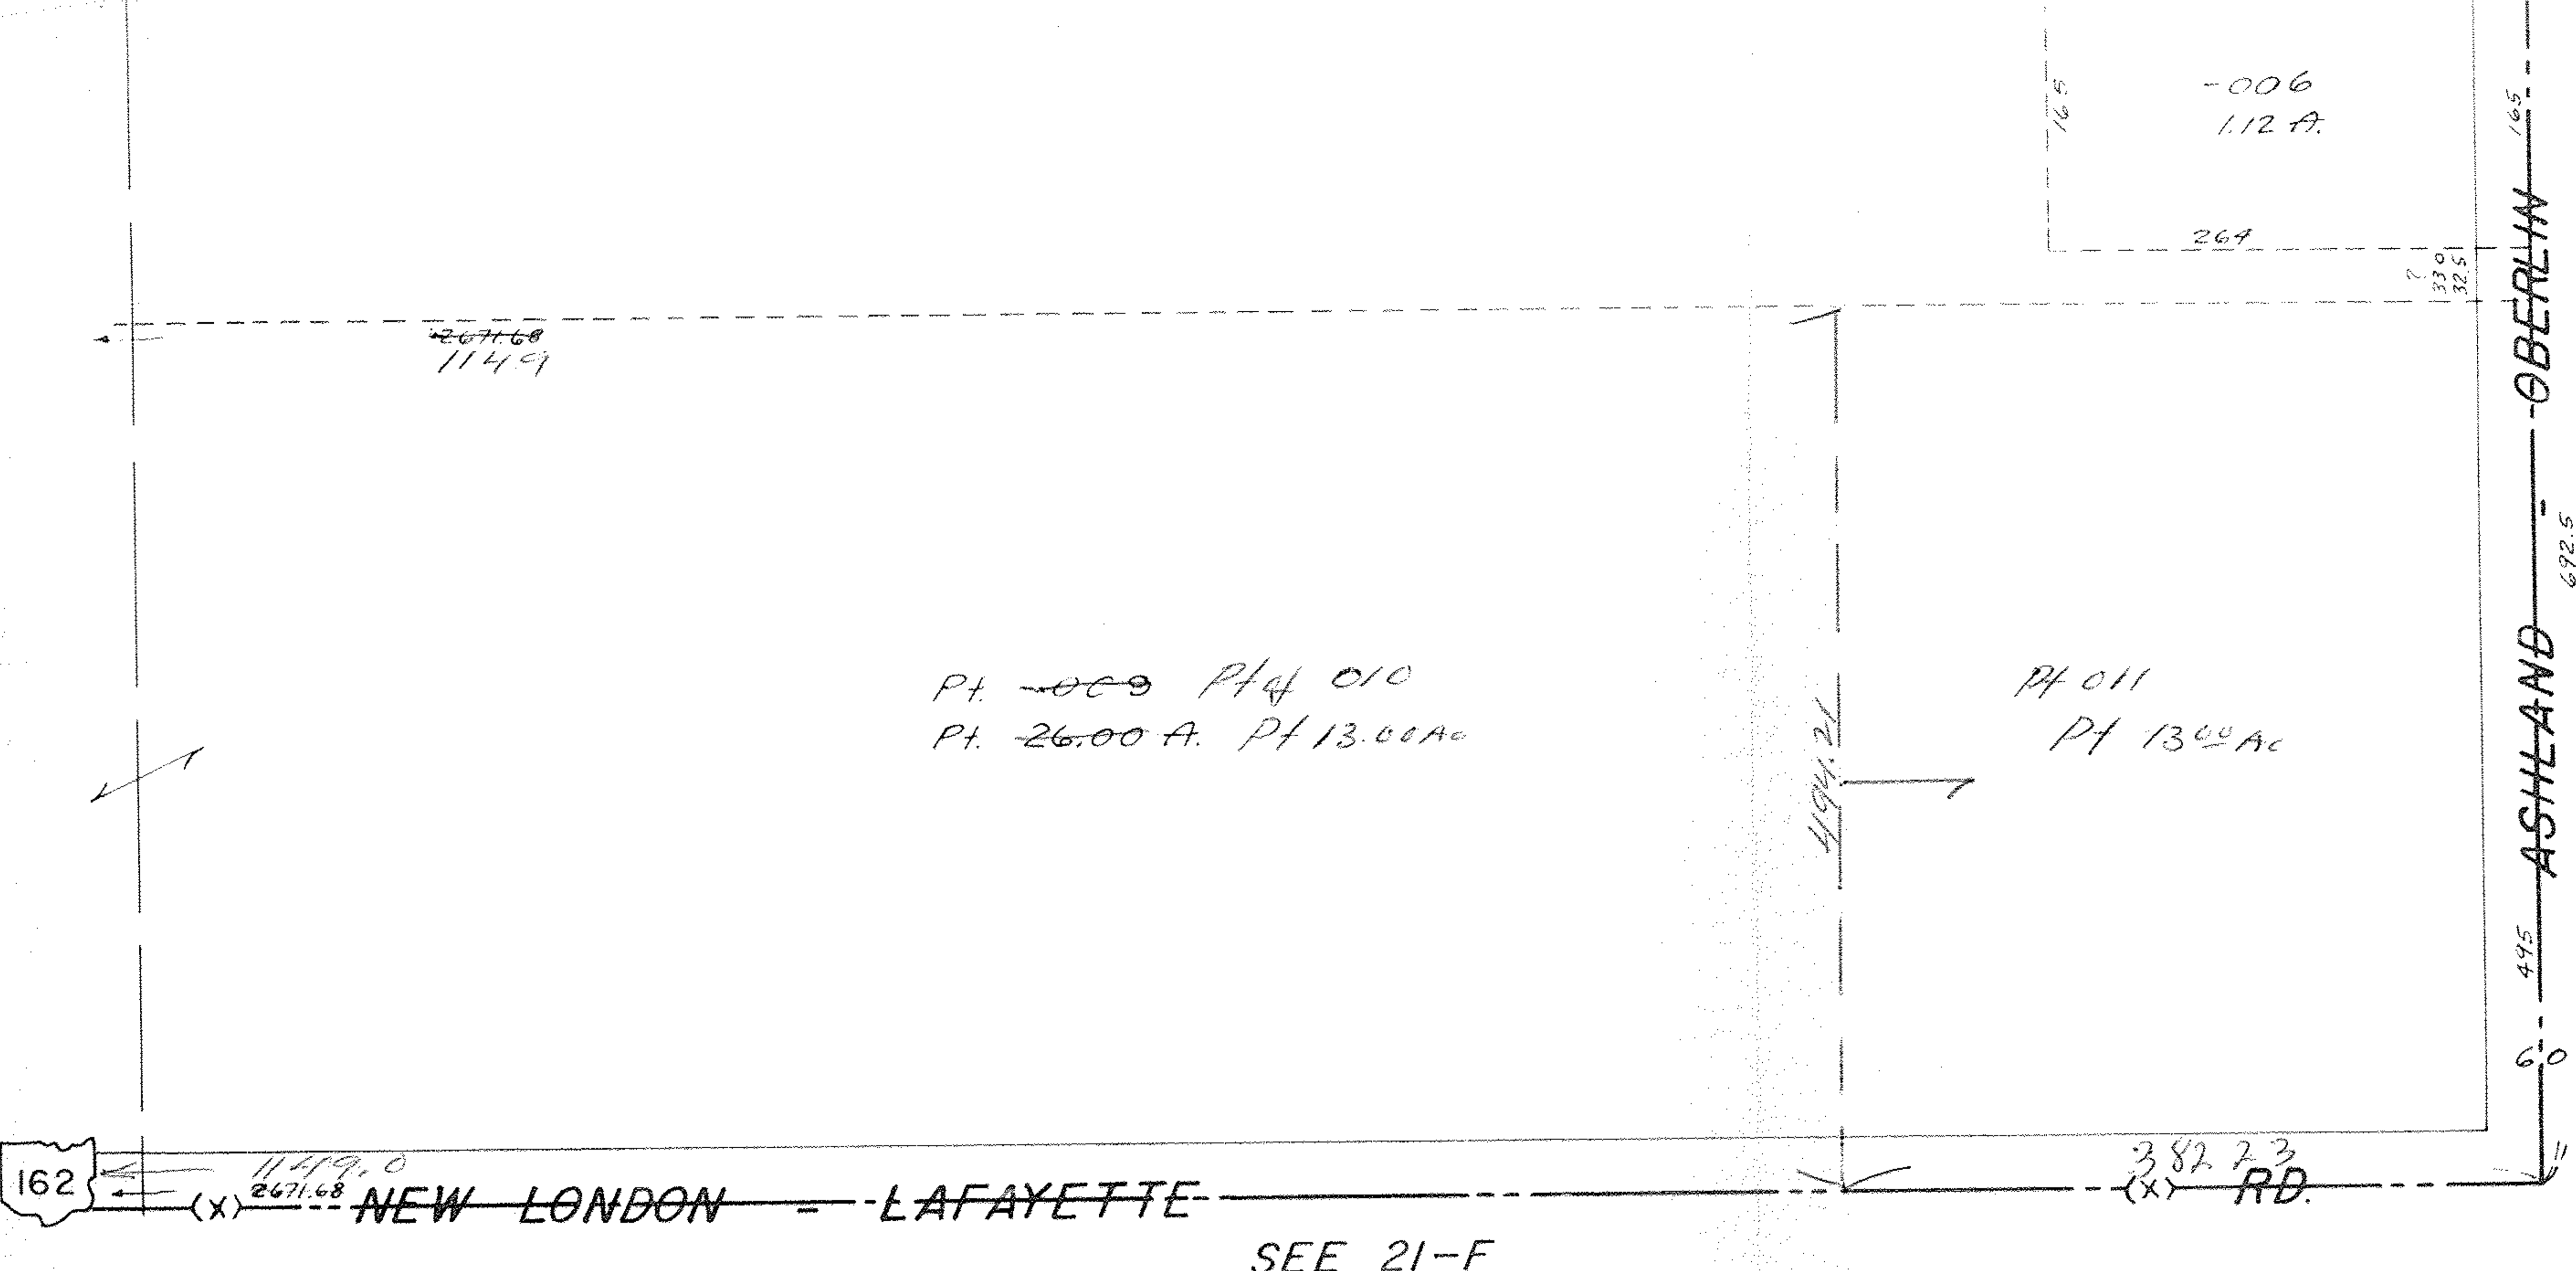 -006
1.12 A.
165
165
264
?
330
32.5
OBERLIN
2671.68
1149
692.5
Pt. -009 Pt of 010
Pt. 26.00 A. Pt 13.00 Ac
Pt 011
Pt 13 00 Ac
494.21
ASHLAND -
495
60
162
1149.0
2671.68
(X) NEW LONDON - LAFAYETTE (X) RD.
382 23
SEE 21-F